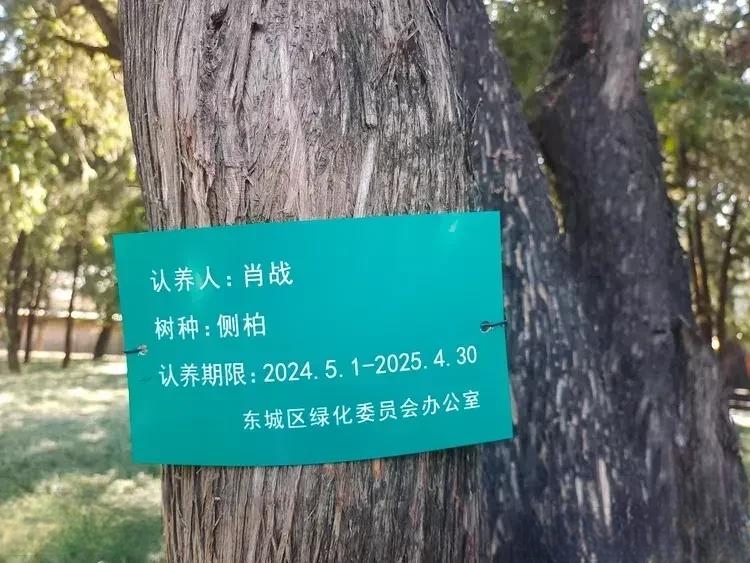 认养人:肖战
树种:侧柏
认养期限:2024.5.1-2025.4.30
东城区绿化委员会办公室